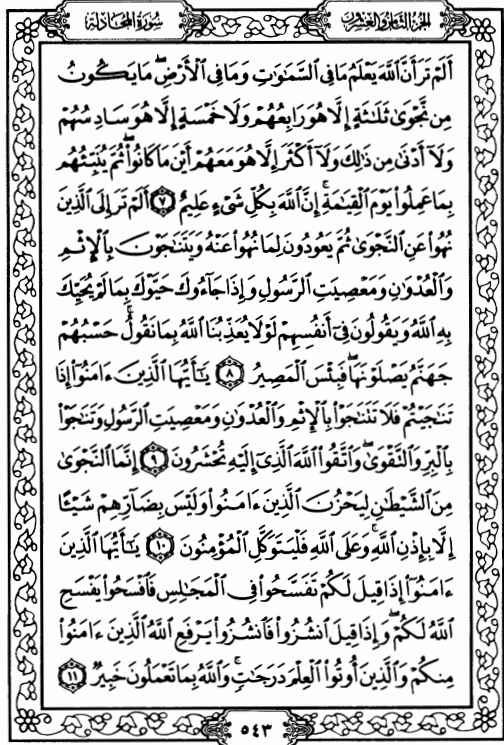 سورة المجادلة
الجزء الثامن والعشرون
أَلَمْ تَرَ أَنَّ ٱللَّهَ يَعْلَمُ مَا فِى ٱلسَّمَٰوَٰتِ وَمَا فِى ٱلْأَرْضِ ۖ مَا يَكُونُ
مِن نَّجْوَىٰ ثَلَٰثَةٍ إِلَّا هُوَ رَابِعُهُمْ وَلَا خَمْسَةٍ إِلَّا هُوَ سَادِسُهُمْ
وَلَآ أَدْنَىٰ مِن ذَٰلِكَ وَلَآ أَكْثَرَ إِلَّا هُوَ مَعَهُمْ أَيْنَ مَا كَانُوا۟ ۖ ثُمَّ يُنَبِّئُهُم
بِمَا عَمِلُوا۟ يَوْمَ ٱلْقِيَٰمَةِ ۚ إِنَّ ٱللَّهَ بِكُلِّ شَىْءٍ عَلِيمٌ ٧ أَلَمْ تَرَ إِلَى ٱلَّذِينَ
نُهُوا۟ عَنِ ٱلنَّجْوَىٰ ثُمَّ يَعُودُونَ لِمَا نُهُوا۟ عَنْهُ وَيَتَنَٰجَوْنَ بِٱلْإِثْمِ
وَٱلْعُدْوَٰنِ وَمَعْصِيَتِ ٱلرَّسُولِ وَإِذَا جَآءُوكَ حَيَّوْكَ بِمَا لَمْ يُحَيِّكَ
بِهِ ٱللَّهُ وَيَقُولُونَ فِىٓ أَنفُسِهِمْ لَوْلَا يُعَذِّبُنَا ٱللَّهُ بِمَا نَقُولُ ۚ حَسْبُهُمْ
جَهَنَّمُ يَصْلَوْنَهَا ۖ فَبِئْسَ ٱلْمَصِيرُ ٨ يَٰٓأَيُّهَا ٱلَّذِينَ ءَامَنُوٓا۟ إِذَا
تَنَٰجَيْتُمْ فَلَا تَتَنَٰجَوْا۟ بِٱلْإِثْمِ وَٱلْعُدْوَٰنِ وَمَعْصِيَتِ ٱلرَّسُولِ وَتَنَٰجَوْا۟
بِٱلْبِرِّ وَٱلتَّقْوَىٰ ۖ وَٱتَّقُوا۟ ٱللَّهَ ٱلَّذِىٓ إِلَيْهِ تُحْشَرُونَ ٩ إِنَّمَا ٱلنَّجْوَىٰ
مِنَ ٱلشَّيْطَٰنِ لِيَحْزُنَ ٱلَّذِينَ ءَامَنُوا۟ وَلَيْسَ بِضَآرِّهِمْ شَيْـًٔا
إِلَّا بِإِذْنِ ٱللَّهِ ۚ وَعَلَى ٱللَّهِ فَلْيَتَوَكَّلِ ٱلْمُؤْمِنُونَ ١٠ يَٰٓأَيُّهَا ٱلَّذِينَ
ءَامَنُوٓا۟ إِذَا قِيلَ لَكُمْ تَفَسَّحُوا۟ فِى ٱلْمَجَٰلِسِ فَٱفْسَحُوا۟ يَفْسَحِ
ٱللَّهُ لَكُمْ ۖ وَإِذَا قِيلَ ٱنشُزُوا۟ فَٱنشُزُوا۟ يَرْفَعِ ٱللَّهُ ٱلَّذِينَ ءَامَنُوا۟
مِنكُمْ وَٱلَّذِينَ أُوتُوا۟ ٱلْعِلْمَ دَرَجَٰتٍ ۚ وَٱللَّهُ بِمَا تَعْمَلُونَ خَبِيرٌ ١١
٥٤٣